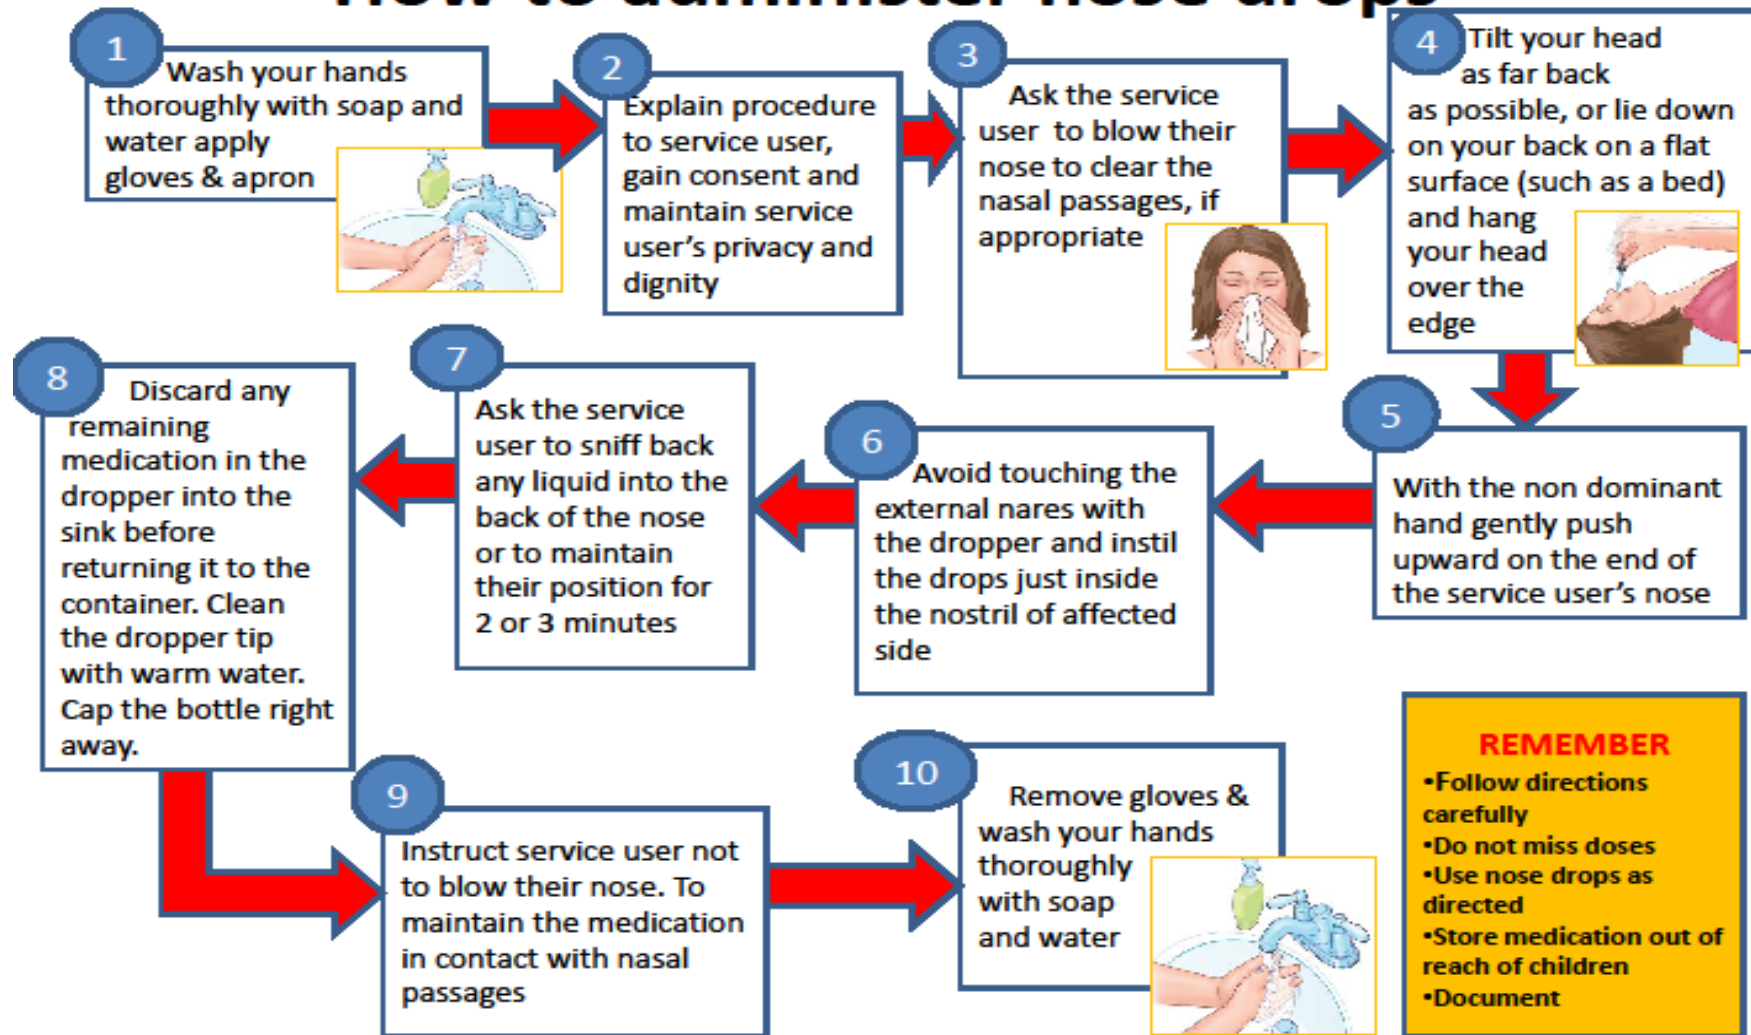 How to administer nose drops
1
Wash your hands
thoroughly with soap and
water apply
gloves & apron
2
Explain procedure
to service user,
gain consent and
maintain service
user's privacy and
dignity
3
Ask the service
user to blow their
nose to clear the
nasal passages, if
appropriate
4
Tilt your head
as far back
as possible, or lie down
on your back on a flat
surface (such as a bed)
and hang
your head
over the
edge
5
With the non dominant
hand gently push
upward on the end of
the service user's nose
6
Avoid touching the
external nares with
the dropper and instil
the drops just inside
the nostril of affected
side
7
Ask the service
user to sniff back
any liquid into the
back of the nose
or to maintain
their position for
2 or 3 minutes
8
Discard any
remaining
medication in the
dropper into the
sink before
returning it to the
container. Clean
the dropper tip
with warm water.
Cap the bottle right
away.
9
Instruct service user not
to blow their nose. To
maintain the medication
in contact with nasal
passages
10
Remove gloves &
wash your hands
thoroughly
with soap
and water
REMEMBER
•Follow directions
carefully
•Do not miss doses
•Use nose drops as
directed
•Store medication out of
reach of children
•Document